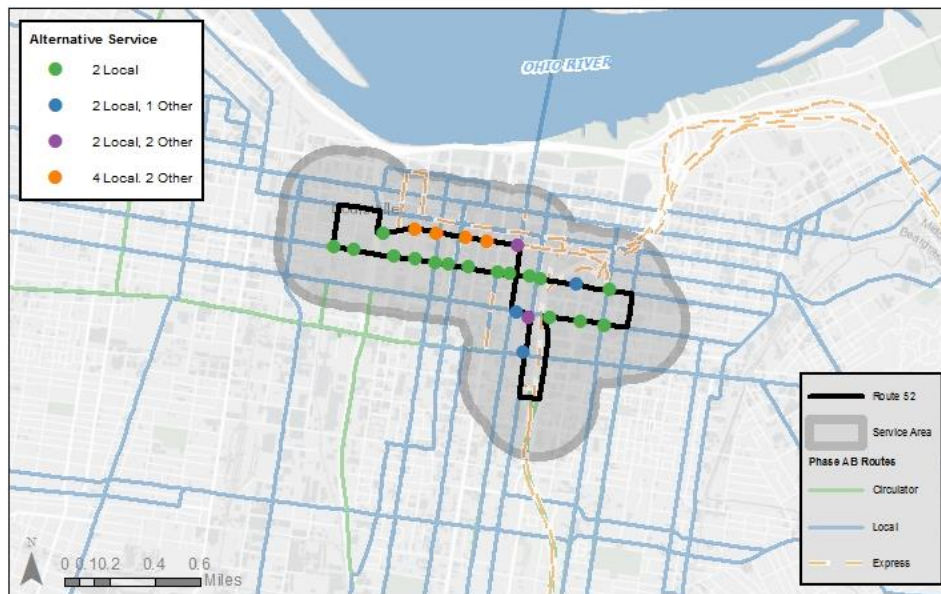 Alternative Service
2 Local
2 Local, 1 Other
2 Local, 2 Other
4 Local, 2 Other
OHIO RIVER
Route 52
Service Area
Phase AB Routes
Circulator
Local
Express
N
0 0.10.2 0.4 0.6
Miles